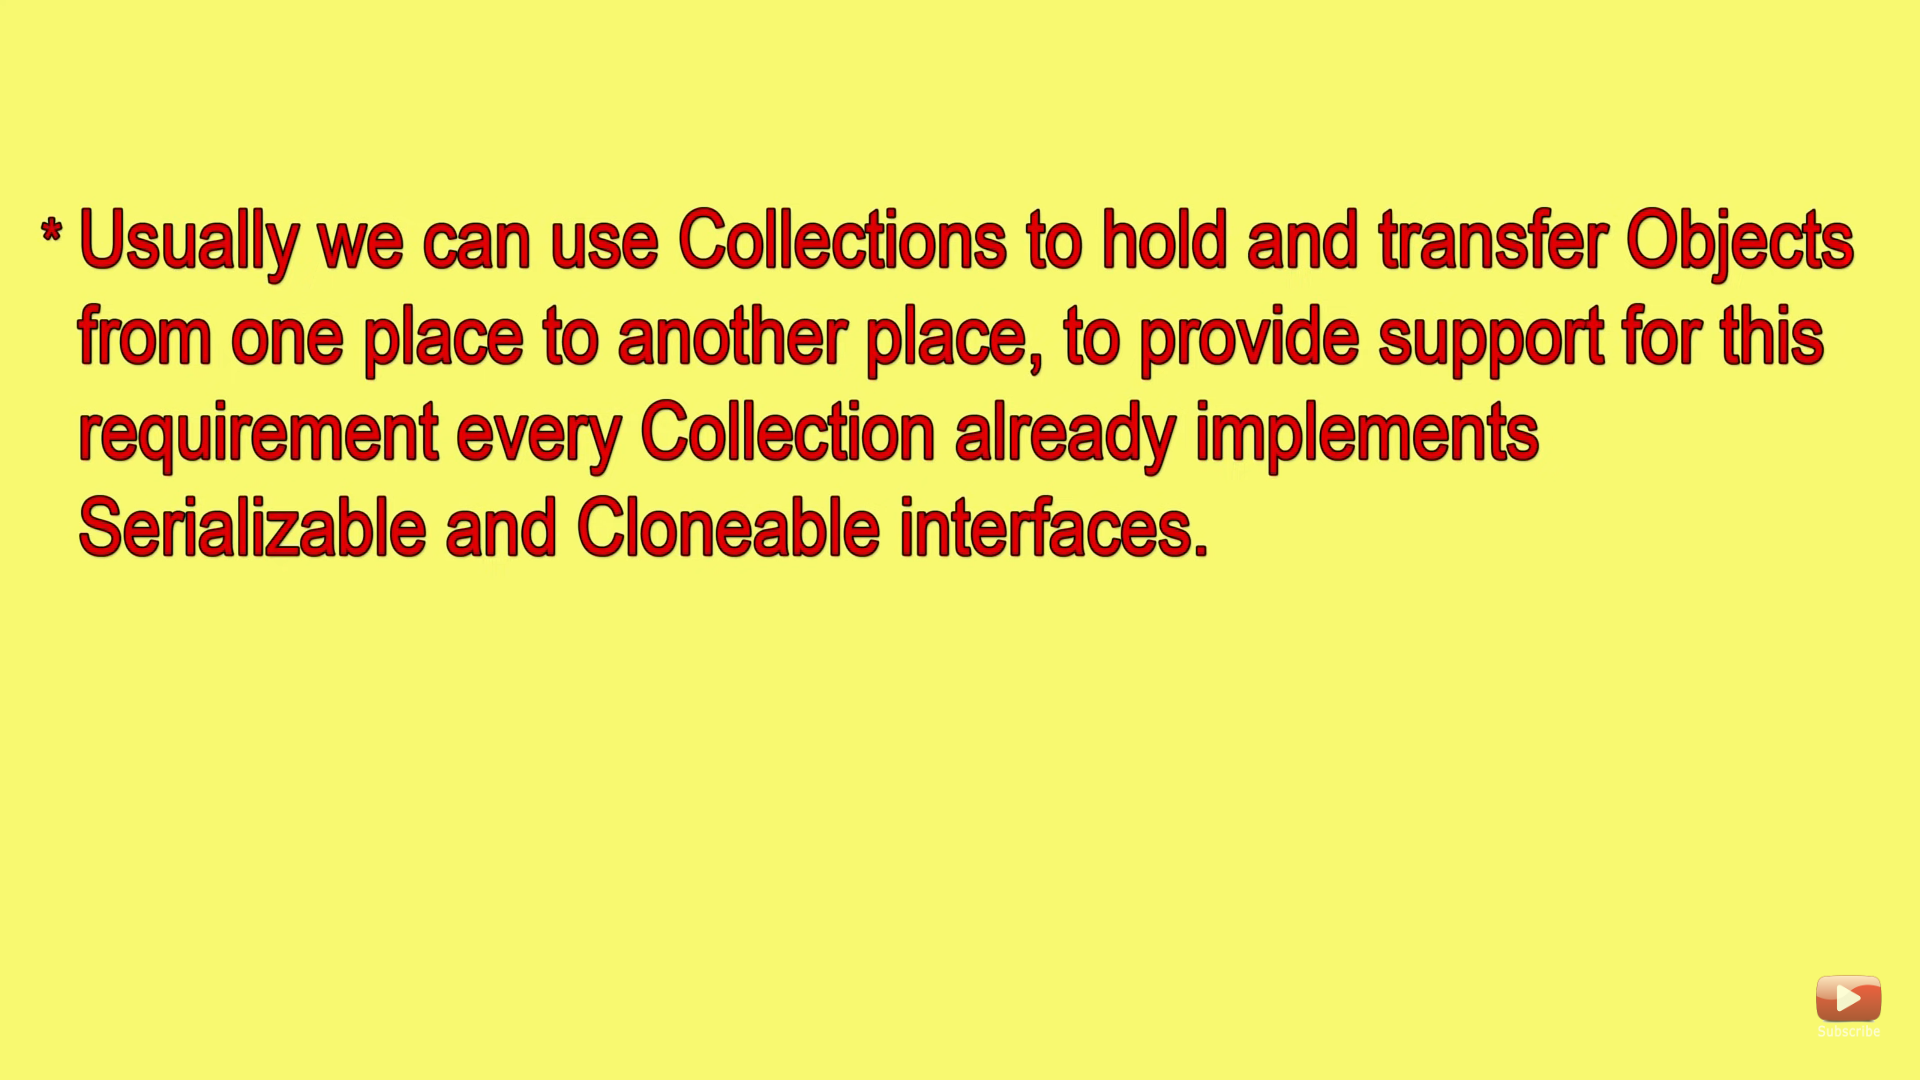 * Usually we can use Collections to hold and transfer Objects
from one place to another place, to provide support for this
requirement every Collection already implements
Serializable and Cloneable interfaces.
Subscribe